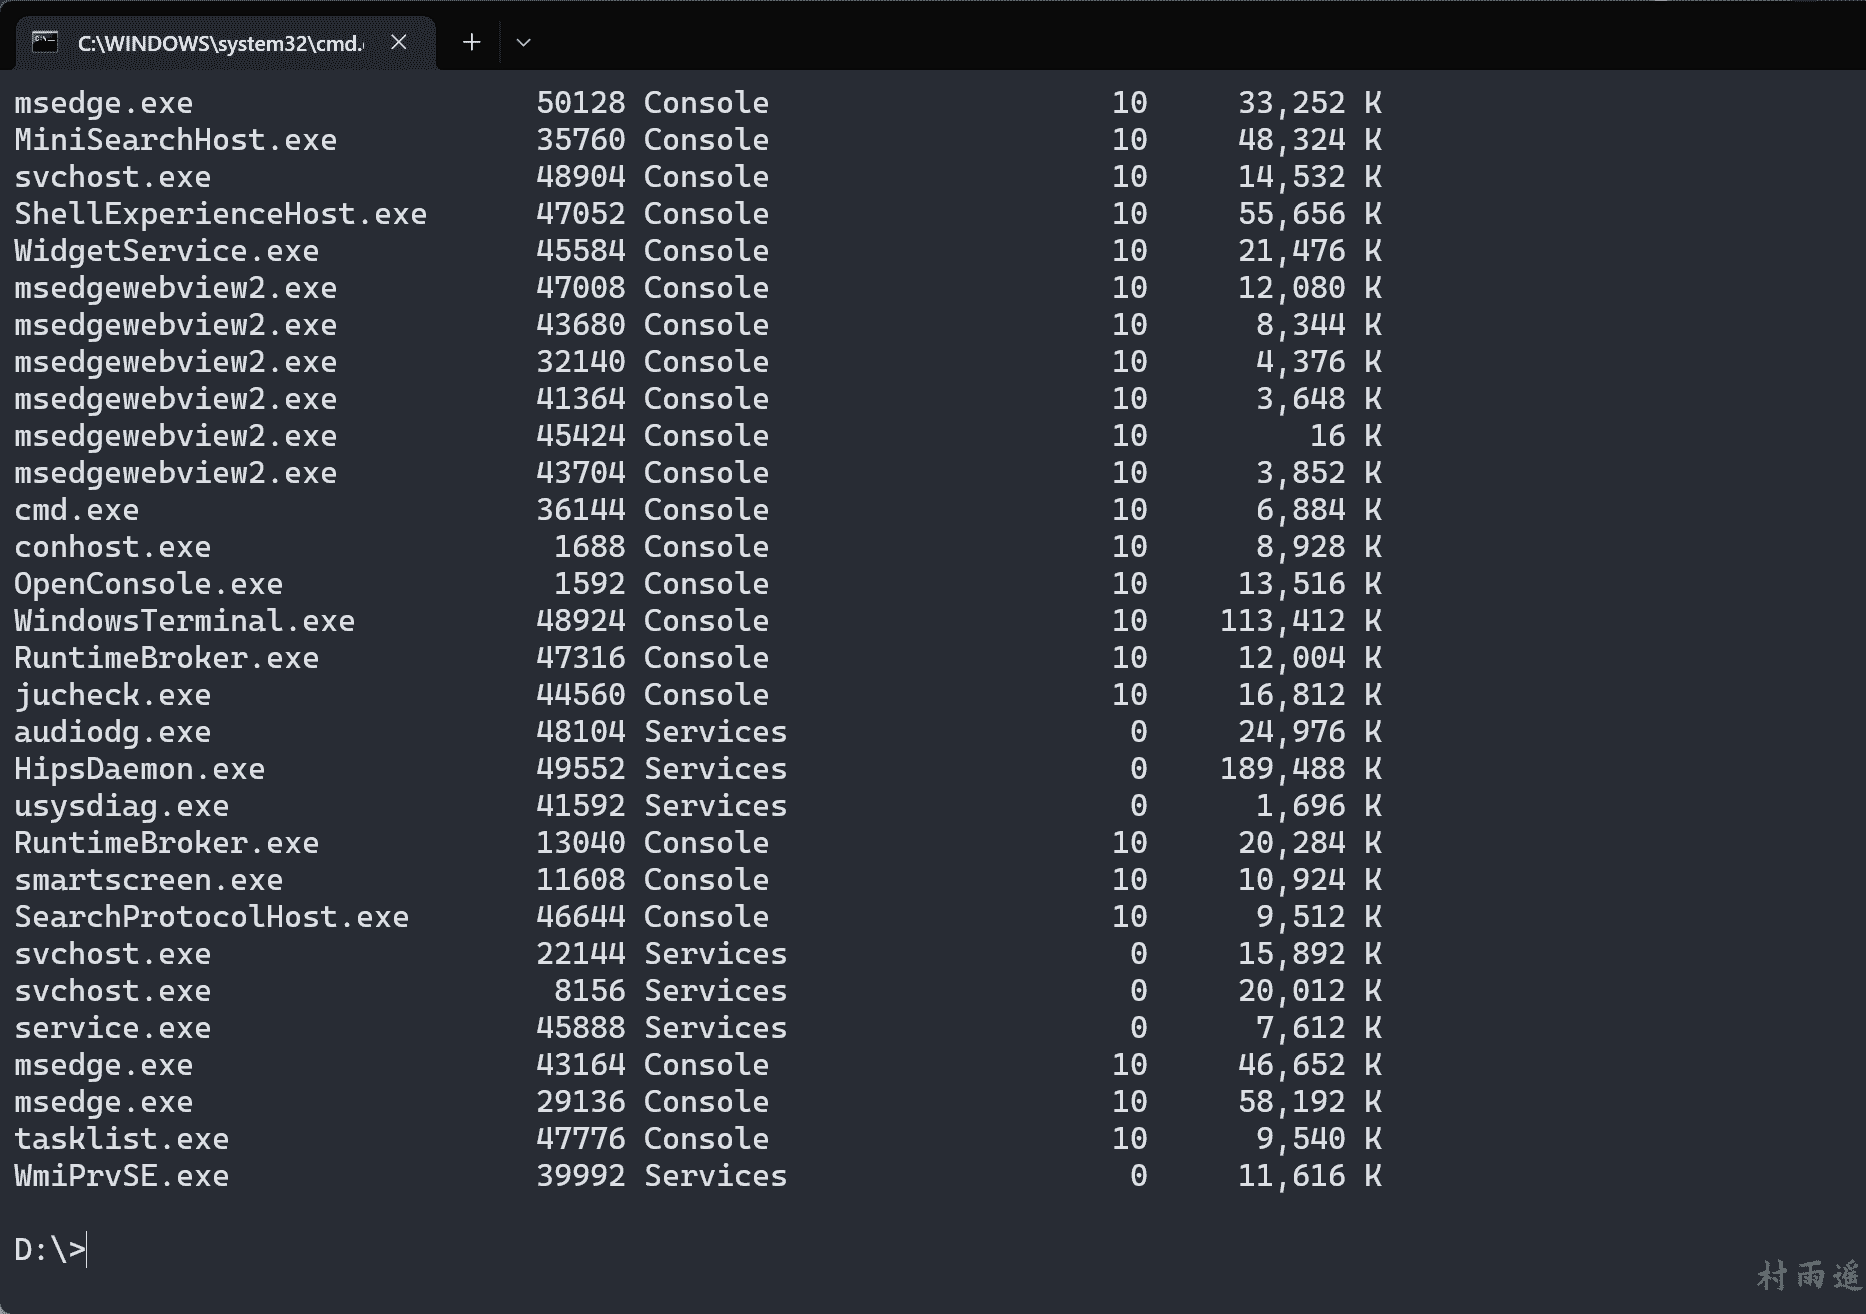 C:\WINDOWS\system32\cmd.
msedge.exe 50128 Console 10 33,252 K
MiniSearchHost.exe 35760 Console 10 48,324 K
svchost.exe 48904 Console 10 14,532 K
ShellExperienceHost.exe 47052 Console 10 55,656 K
WidgetService.exe 45584 Console 10 21,476 K
msedgewebview2.exe 47008 Console 10 12,080 K
msedgewebview2.exe 43680 Console 10 8,344 K
msedgewebview2.exe 32140 Console 10 4,376 K
msedgewebview2.exe 41364 Console 10 3,648 K
msedgewebview2.exe 45424 Console 10 16 K
msedgewebview2.exe 43704 Console 10 3,852 K
cmd.exe 36144 Console 10 6,884 K
conhost.exe 1688 Console 10 8,928 K
OpenConsole.exe 1592 Console 10 13,516 K
WindowsTerminal.exe 48924 Console 10 113,412 K
RuntimeBroker.exe 47316 Console 10 12,004 K
jucheck.exe 44560 Console 10 16,812 K
audiodg.exe 48104 Services 0 24,976 K
HipsDaemon.exe 49552 Services 0 189,488 K
usysdiag.exe 41592 Services 0 1,696 K
RuntimeBroker.exe 13040 Console 10 20,284 K
smartscreen.exe 11608 Console 10 10,924 K
SearchProtocolHost.exe 46644 Console 10 9,512 K
svchost.exe 22144 Services 0 15,892 K
svchost.exe 8156 Services 0 20,012 K
service.exe 45888 Services 0 7,612 K
msedge.exe 43164 Console 10 46,652 K
msedge.exe 29136 Console 10 58,192 K
tasklist.exe 47776 Console 10 9,540 K
WmiPrvSE.exe 39992 Services 0 11,616 K
D:\>
村雨遥